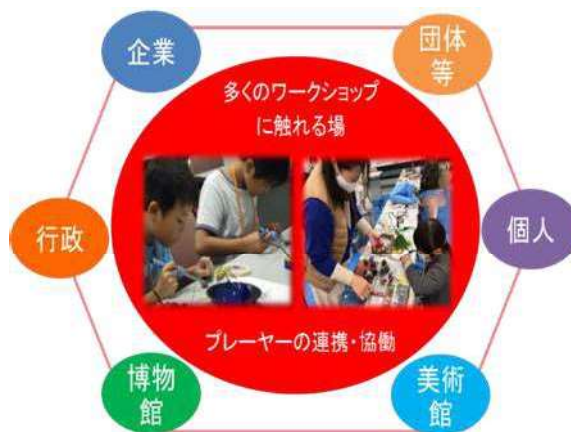 企業
団体
等
多くのワークショップ
に触れる場
行政
個人
プレーヤーの連携・協働
博物
館
美術
館